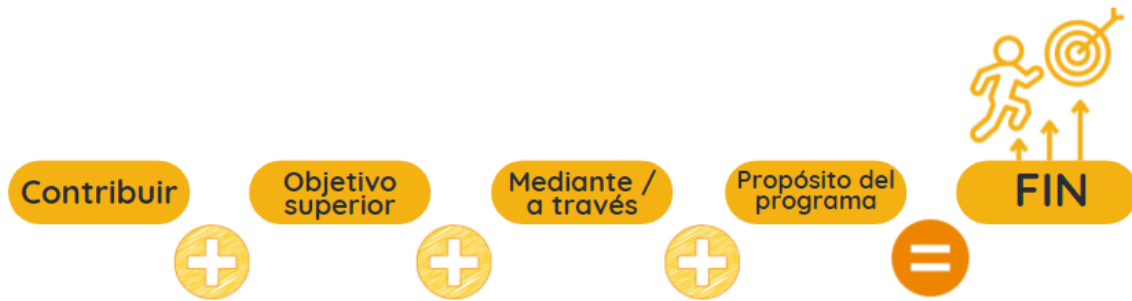 Contribuir
Objetivo
superior
Mediante /
a través
Propósito del
programa
FIN